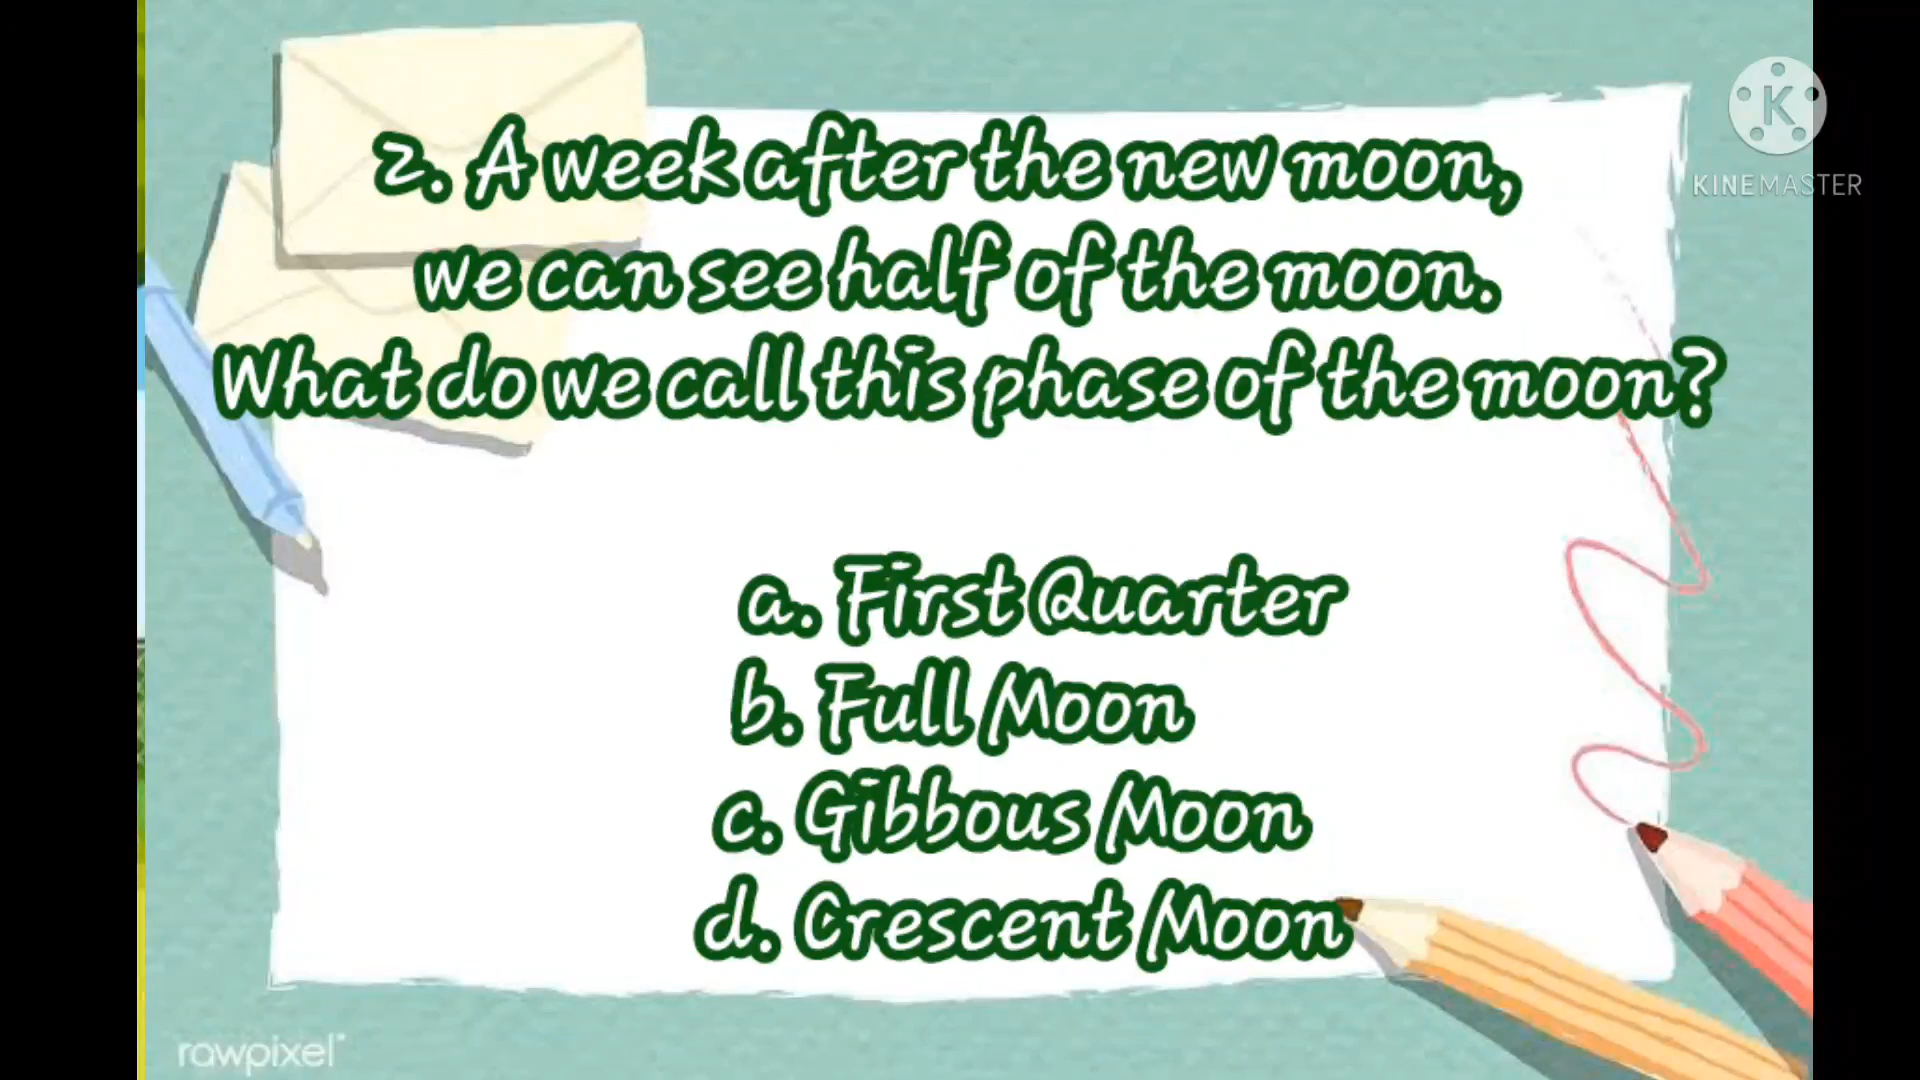 2. A week after the new moon,
we can see half of the moon.
What do we call this phase of the moon?
a. First Quarter
b. Full Moon
c. Gibbous Moon
d. Crescent Moon
K
KINEMASTER
rawpixel